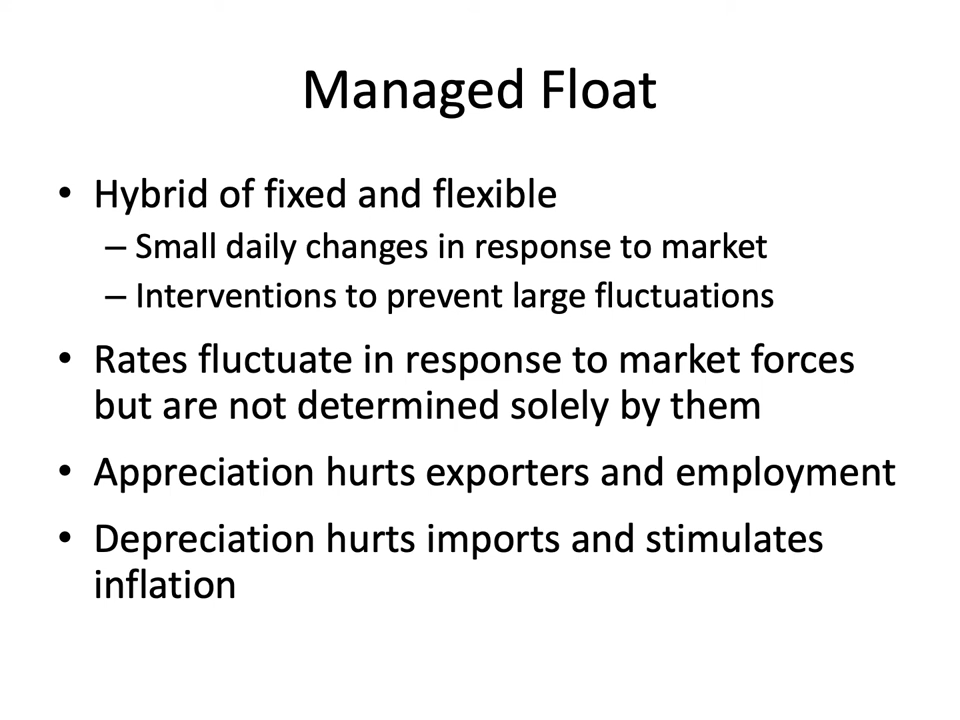 Managed Float
• Hybrid of fixed and flexible
– Small daily changes in response to market
– Interventions to prevent large fluctuations
• Rates fluctuate in response to market forces
but are not determined solely by them
• Appreciation hurts exporters and employment
• Depreciation hurts imports and stimulates
inflation